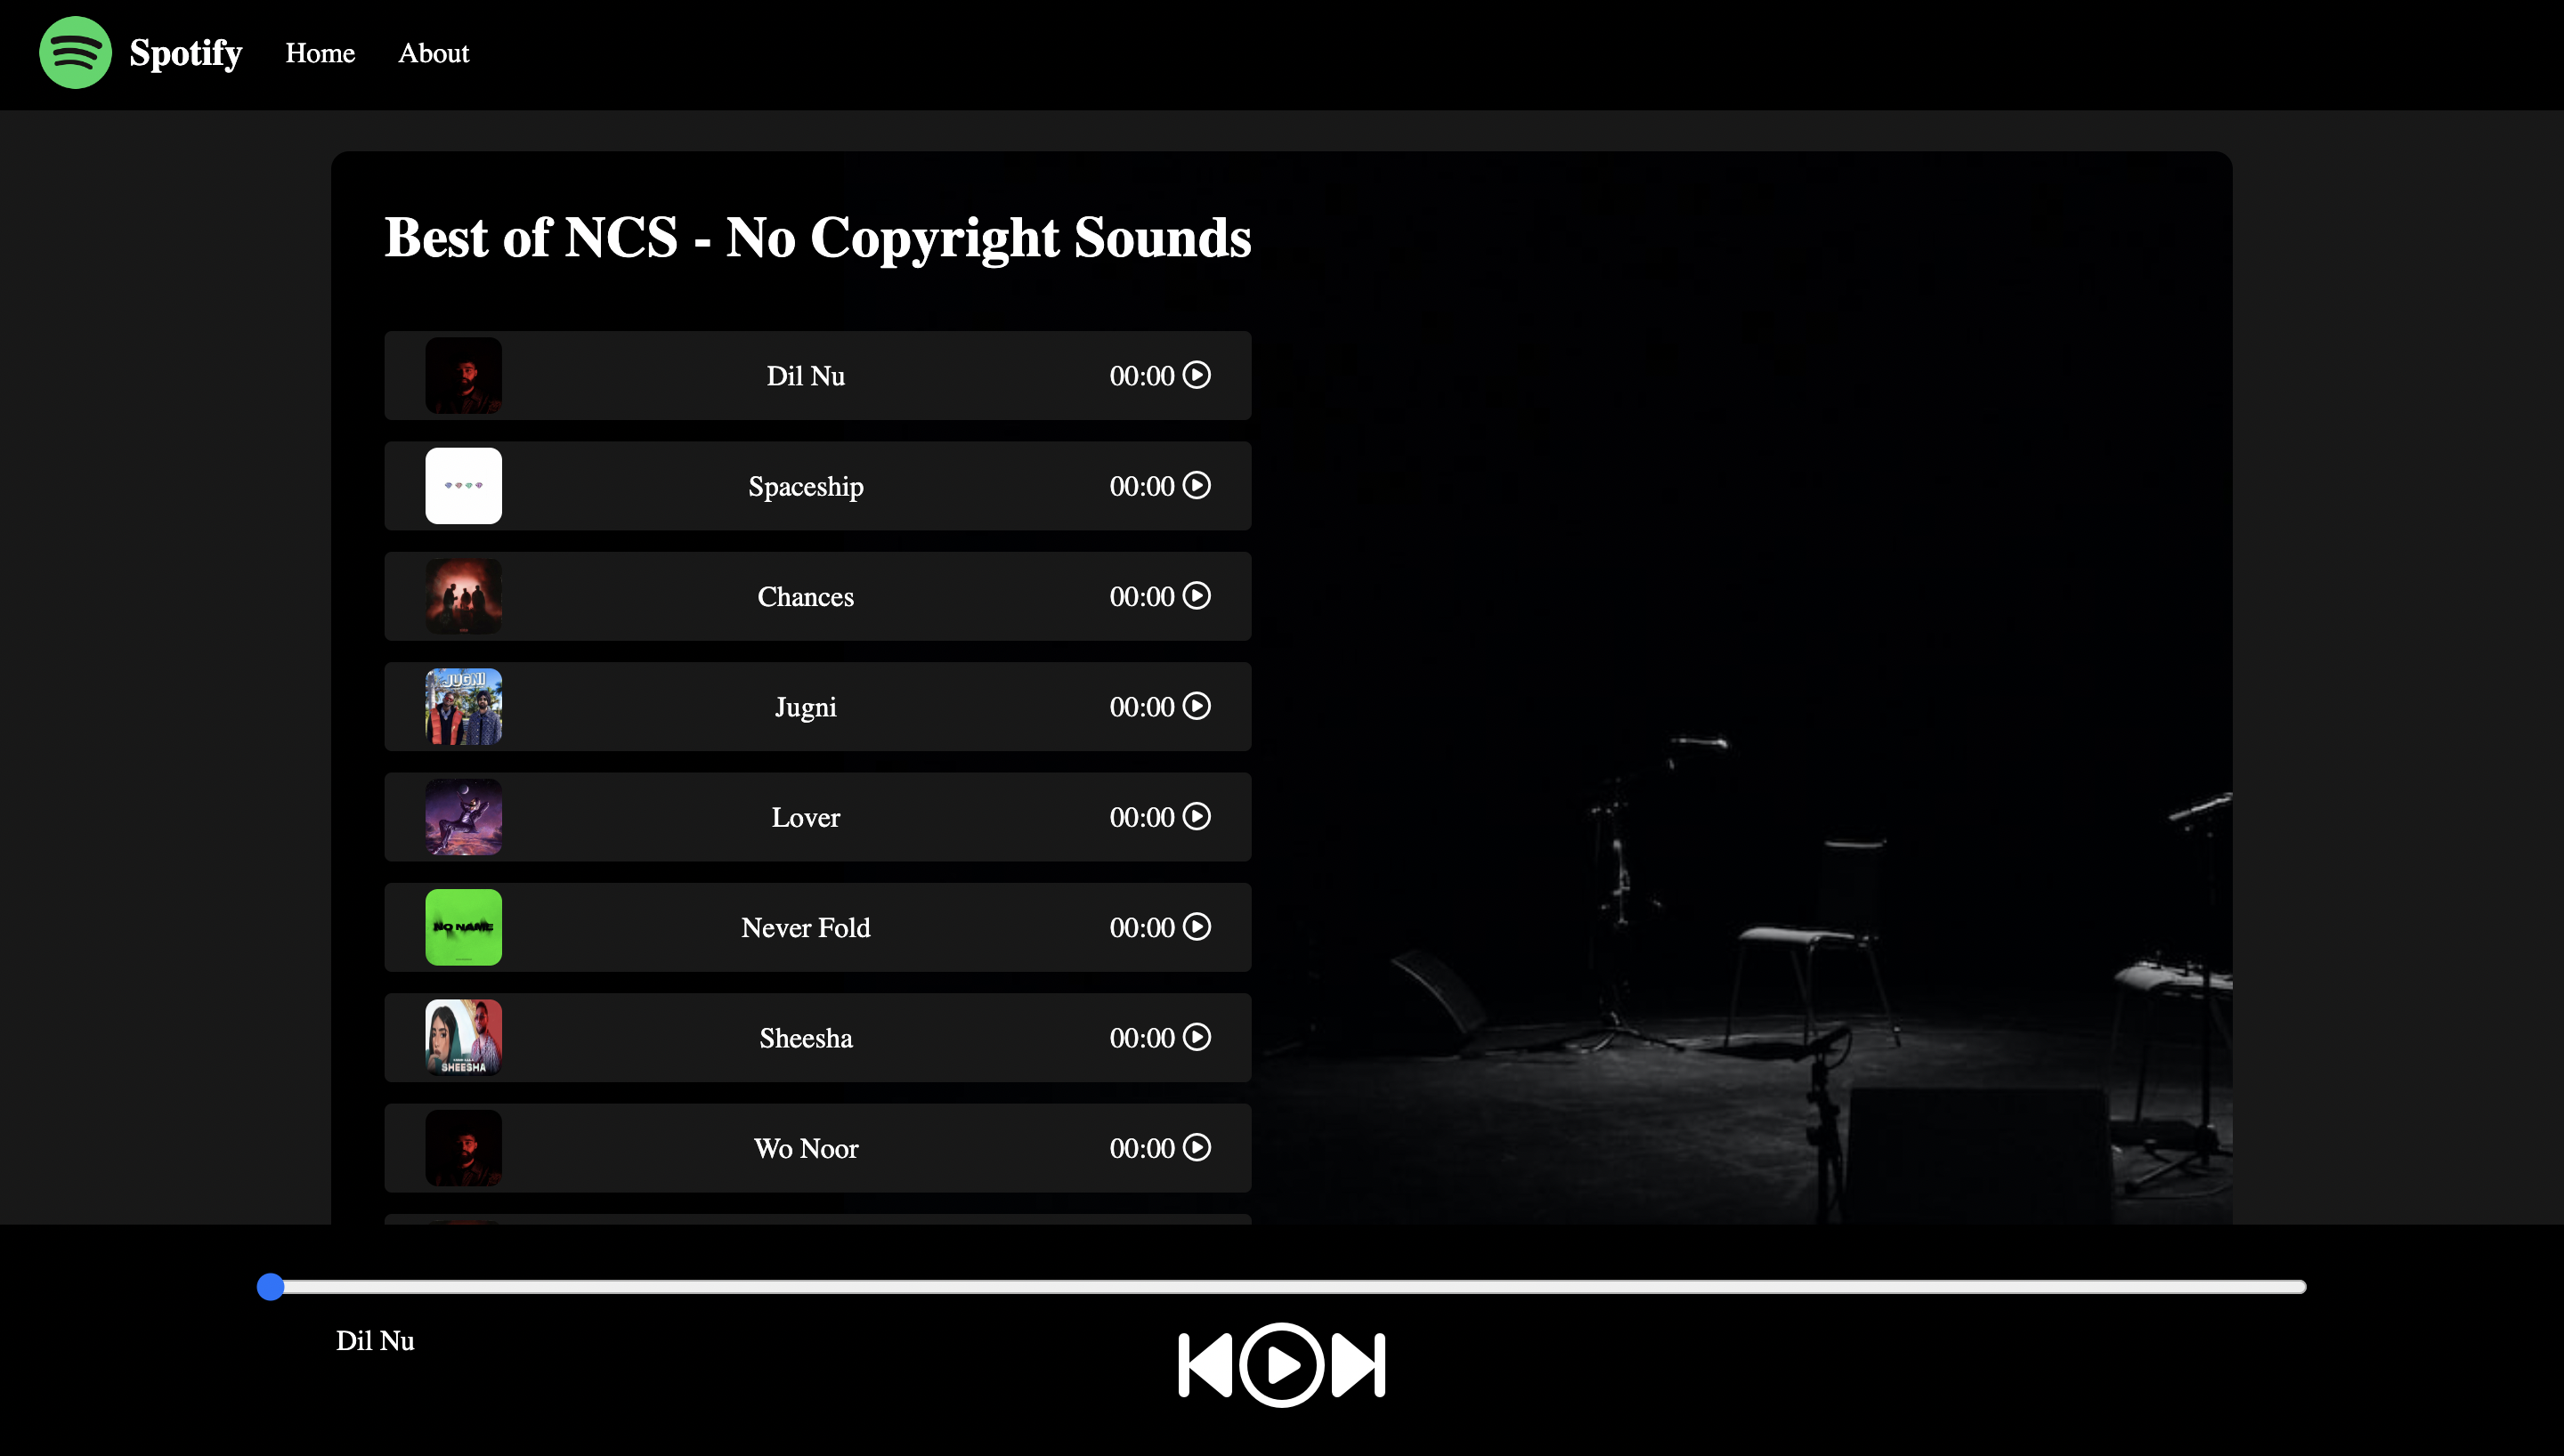 Spotify Home About
Best of NCS - No Copyright Sounds
Dil Nu 00:00
Spaceship 00:00
Chances 00:00
JUGNI
Jugni 00:00
Lover 00:00
NO NAME
Never Fold 00:00
SHEESHA
Sheesha 00:00
Wo Noor 00:00
Dil Nu